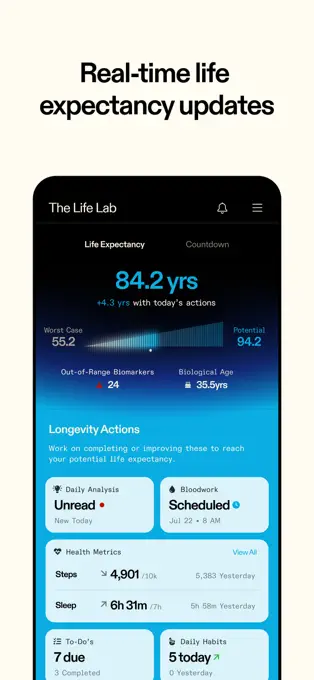 Real-time life
expectancy updates
The Life Lab
Life Expectancy
Countdown
84.2 yrs
+4.3 yrs with today's actions
Worst Case
55.2
Potential
94.2
Out-of-Range Biomarkers
24
Biological Age
35.5yrs
Longevity Actions
Work on completing or improving these to reach
your potential life expectancy.
Daily Analysis
Unread
New Today
Bloodwork
Scheduled
Jul 22 • 8 AM
Health Metrics
View All
Steps
4,901 /10k
5,383 Yesterday
Sleep
6h 31m /7h
5h 58m Yesterday
To-Do's
7 due
3 Completed
Daily Habits
5 today
0 Yesterday